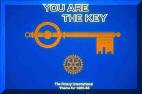 YOU ARE
THE KEY
The Rotary International
Theme for 1985-86